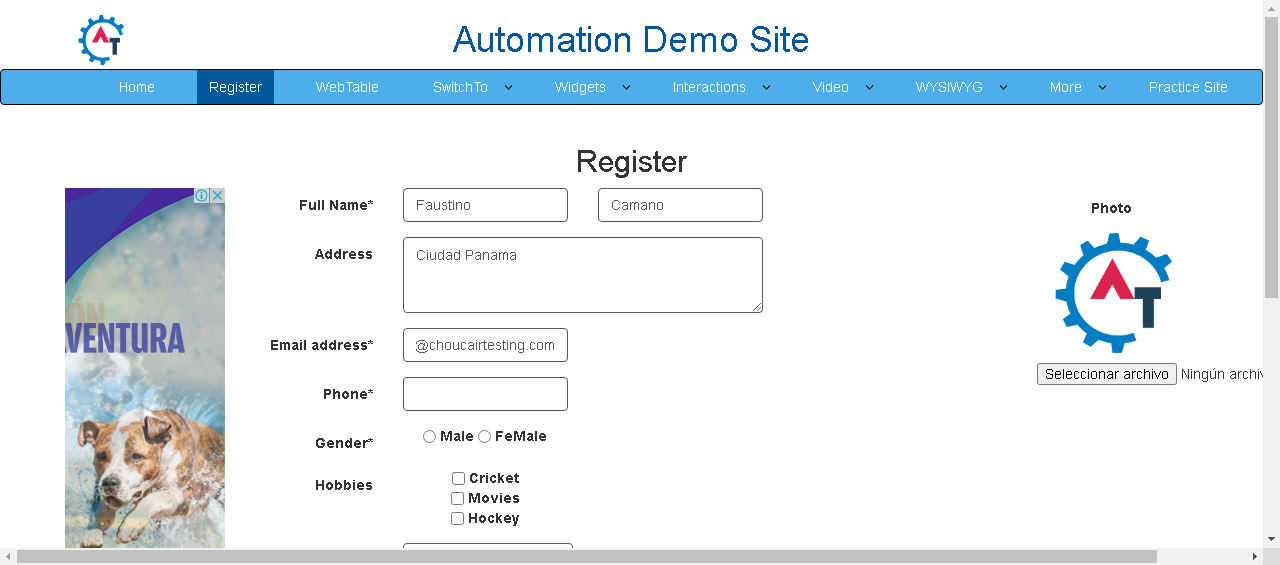 Automation Demo Site
Home Register WebTable SwitchTo Widgets Interactions Video WYSIWYG More Practice Site
Register
Full Name* Faustino Camano
Photo
Address Ciudad Panama
VENTURA
Email address* @choucairtesting.com
Seleccionar archivo Ningún archiv
Phone*
Gender* Male FeMale
Hobbies Cricket
Movies
Hockey